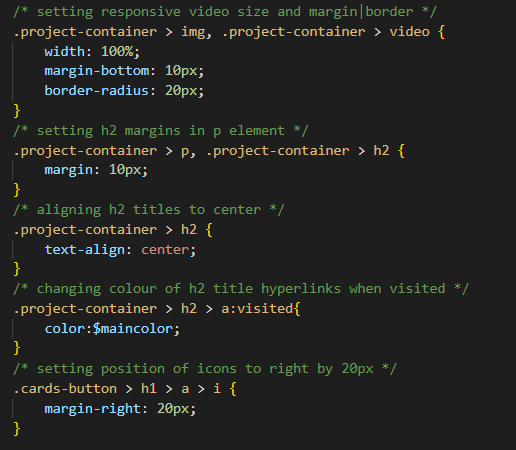 /* setting responsive video size and margin|border */
.project-container > img, .project-container > video {
    width: 100%;
    margin-bottom: 10px;
    border-radius: 20px;
}
/* setting h2 margins in p element */
.project-container > p, .project-container > h2 {
    margin: 10px;
}
/* aligning h2 titles to center */
.project-container > h2 {
    text-align: center;
}
/* changing colour of h2 title hyperlinks when visited */
.project-container > h2 > a:visited{
    color:$maincolor;
}
/* setting position of icons to right by 20px */
.cards-button > h1 > a > i {
    margin-right: 20px;
}